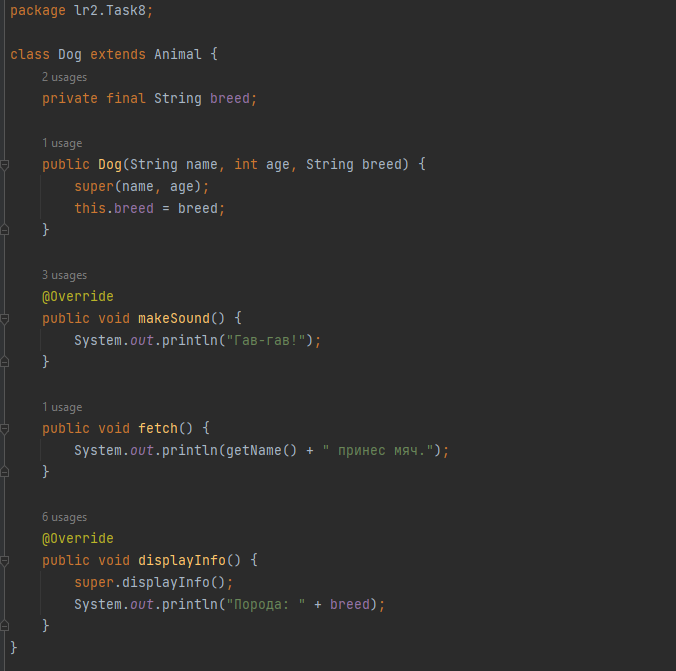 package lr2.Task8;
class Dog extends Animal {
2 usages
private final String breed;
1 usage
public Dog(String name, int age, String breed) {
super(name, age);
this.breed = breed;
}
3 usages
@Override
public void makeSound() {
System.out.println("Гав-гав!");
}
1 usage
public void fetch() {
System.out.println(getName() + " принес мяч.");
}
6 usages
@Override
public void displayInfo() {
super.displayInfo();
System.out.println("Порода: " + breed);
}
}